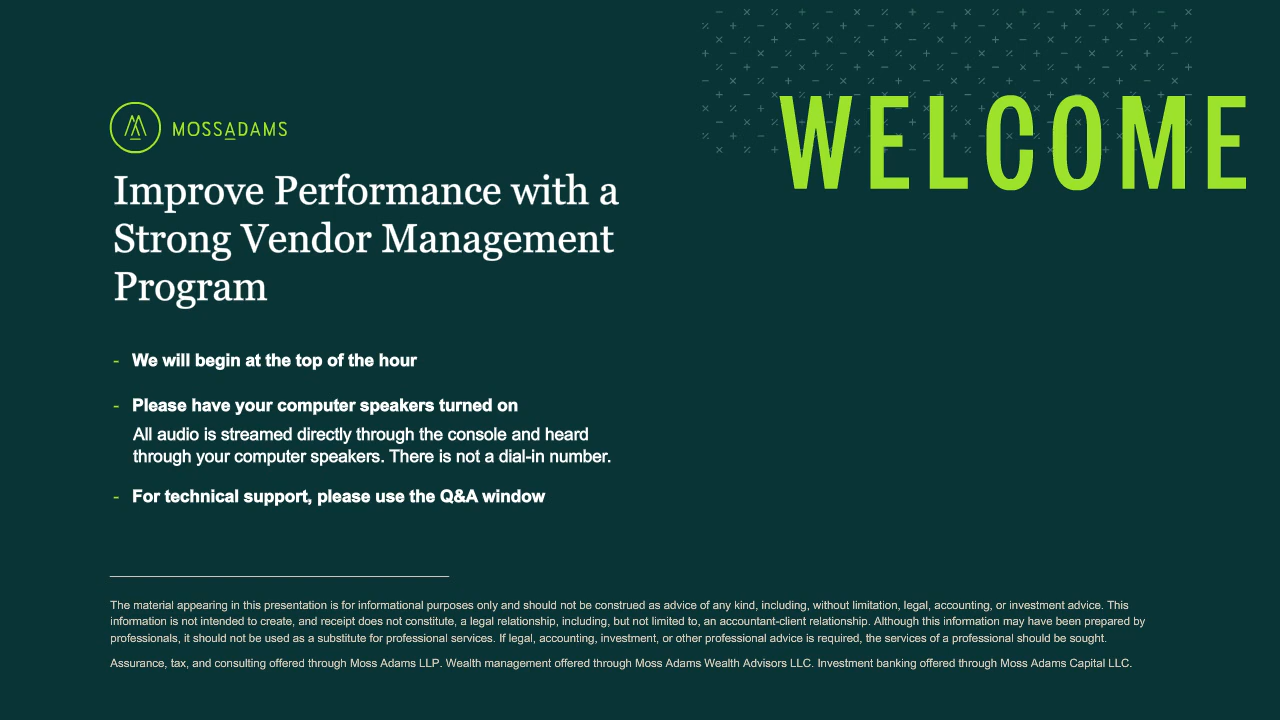 WELCOME
MOSSADAMS
Improve Performance with a
Strong Vendor Management
Program
- We will begin at the top of the hour
- Please have your computer speakers turned on
All audio is streamed directly through the console and heard
through your computer speakers. There is not a dial-in number.
- For technical support, please use the Q&A window
The material appearing in this presentation is for informational purposes only and should not be construed as advice of any kind, including, without limitation, legal, accounting, or investment advice. This
information is not intended to create, and receipt does not constitute, a legal relationship, including, but not limited to, an accountant-client relationship. Although this information may have been prepared by
professionals, it should not be used as a substitute for professional services. If legal, accounting, investment, or other professional advice is required, the services of a professional should be sought.
Assurance, tax, and consulting offered through Moss Adams LLP. Wealth management offered through Moss Adams Wealth Advisors LLC. Investment banking offered through Moss Adams Capital LLC.